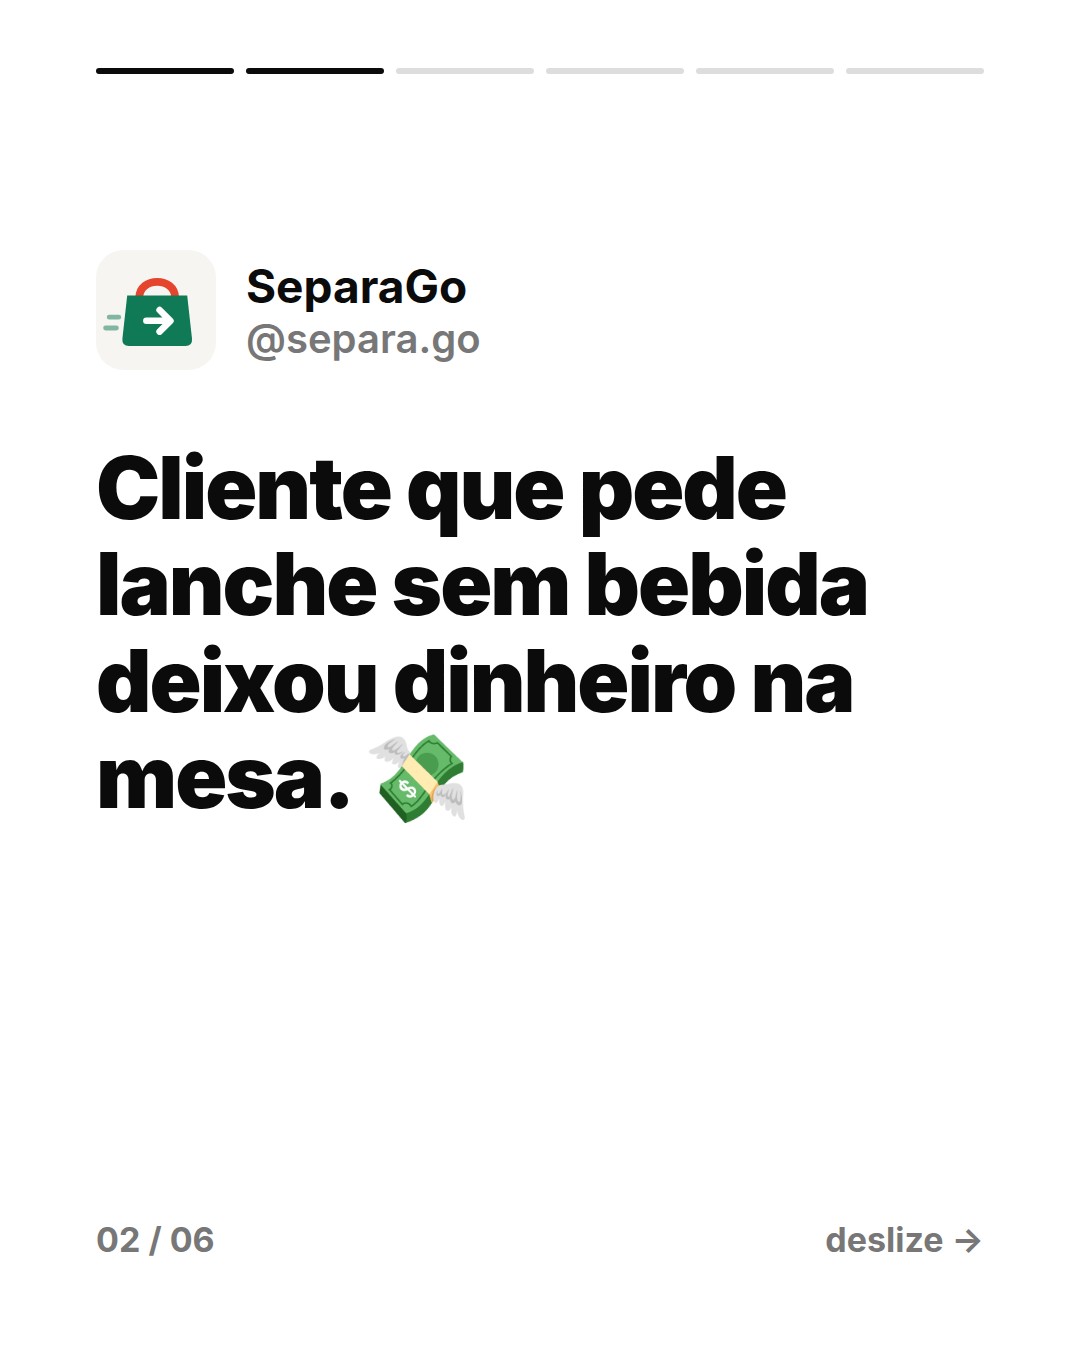 SeparaGo
@separa.go
Cliente que pede
lanche sem bebida
deixou dinheiro na
mesa. 💸
02 / 06
deslize →